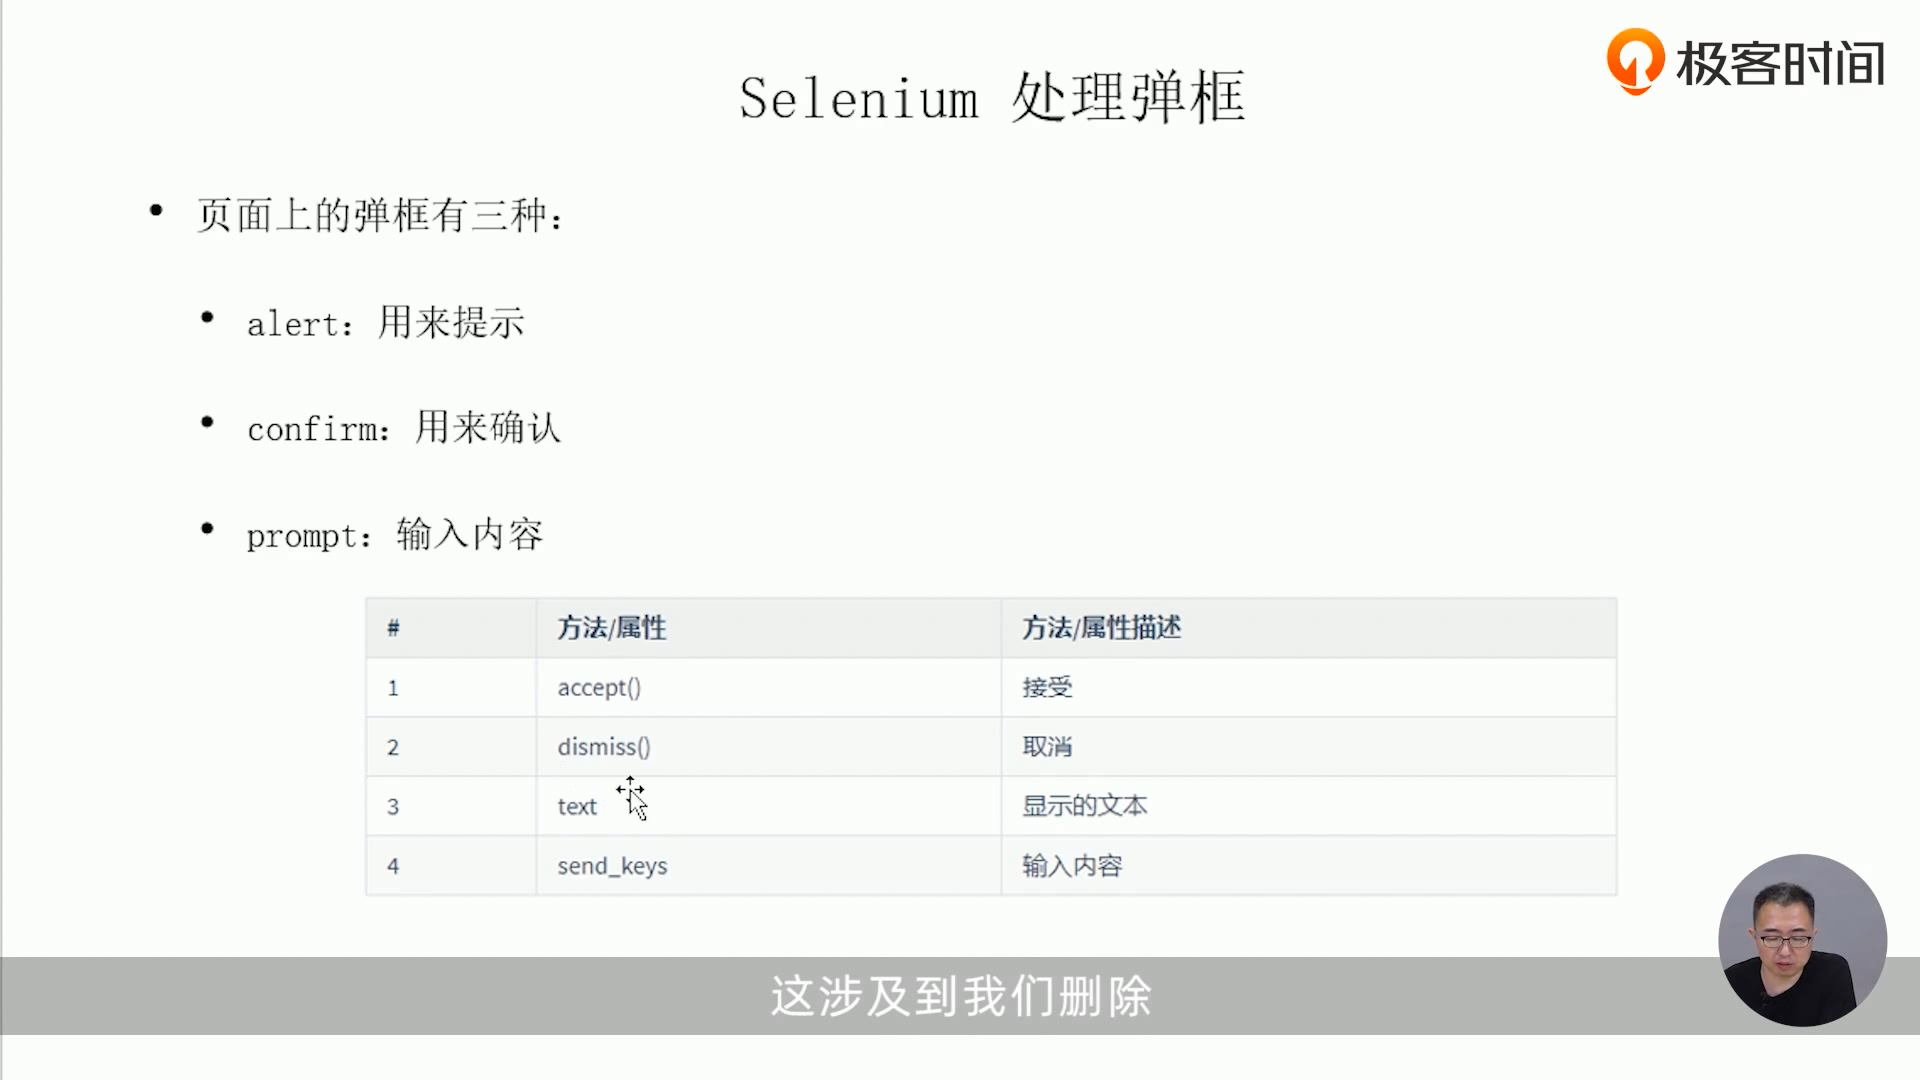 极客时间
Selenium 处理弹框
• 页面上的弹框有三种：
• alert：用来提示
• confirm：用来确认
• prompt：输入内容
# 方法/属性 方法/属性描述
1 accept() 接受
2 dismiss() 取消
3 text 显示的文本
4 send_keys 输入内容
这涉及到我们删除